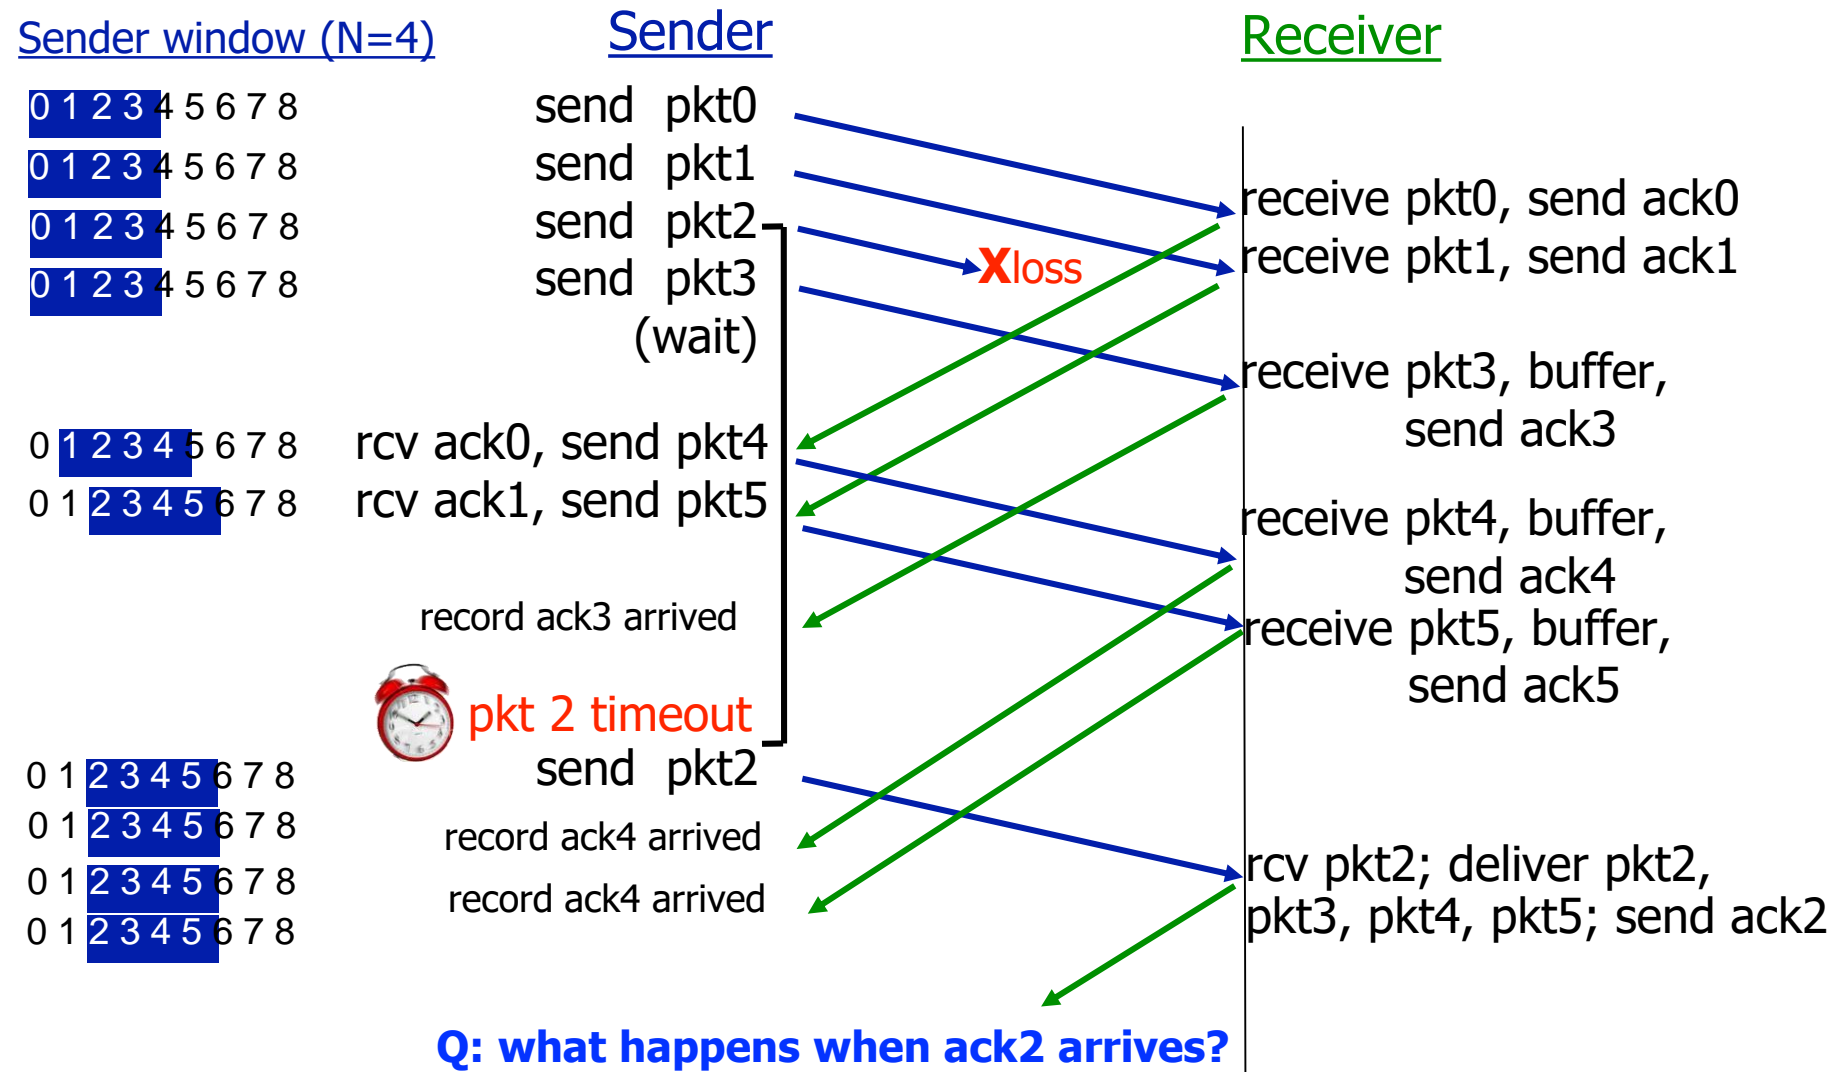 Sender window (N=4) Sender Receiver
0 1 2 3 4 5 6 7 8 send pkt0
0 1 2 3 4 5 6 7 8 send pkt1
receive pkt0, send ack0
0 1 2 3 4 5 6 7 8 send pkt2
Xloss
receive pkt1, send ack1
0 1 2 3 4 5 6 7 8 send pkt3
(wait)
receive pkt3, buffer,
send ack3
0 1 2 3 4 5 6 7 8 rcv ack0, send pkt4
0 1 2 3 4 5 6 7 8 rcv ack1, send pkt5
receive pkt4, buffer,
send ack4
record ack3 arrived
receive pkt5, buffer,
send ack5
pkt 2 timeout
0 1 2 3 4 5 6 7 8 send pkt2
0 1 2 3 4 5 6 7 8 record ack4 arrived
0 1 2 3 4 5 6 7 8 record ack4 arrived
0 1 2 3 4 5 6 7 8
rcv pkt2; deliver pkt2,
pkt3, pkt4, pkt5; send ack2
Q: what happens when ack2 arrives?